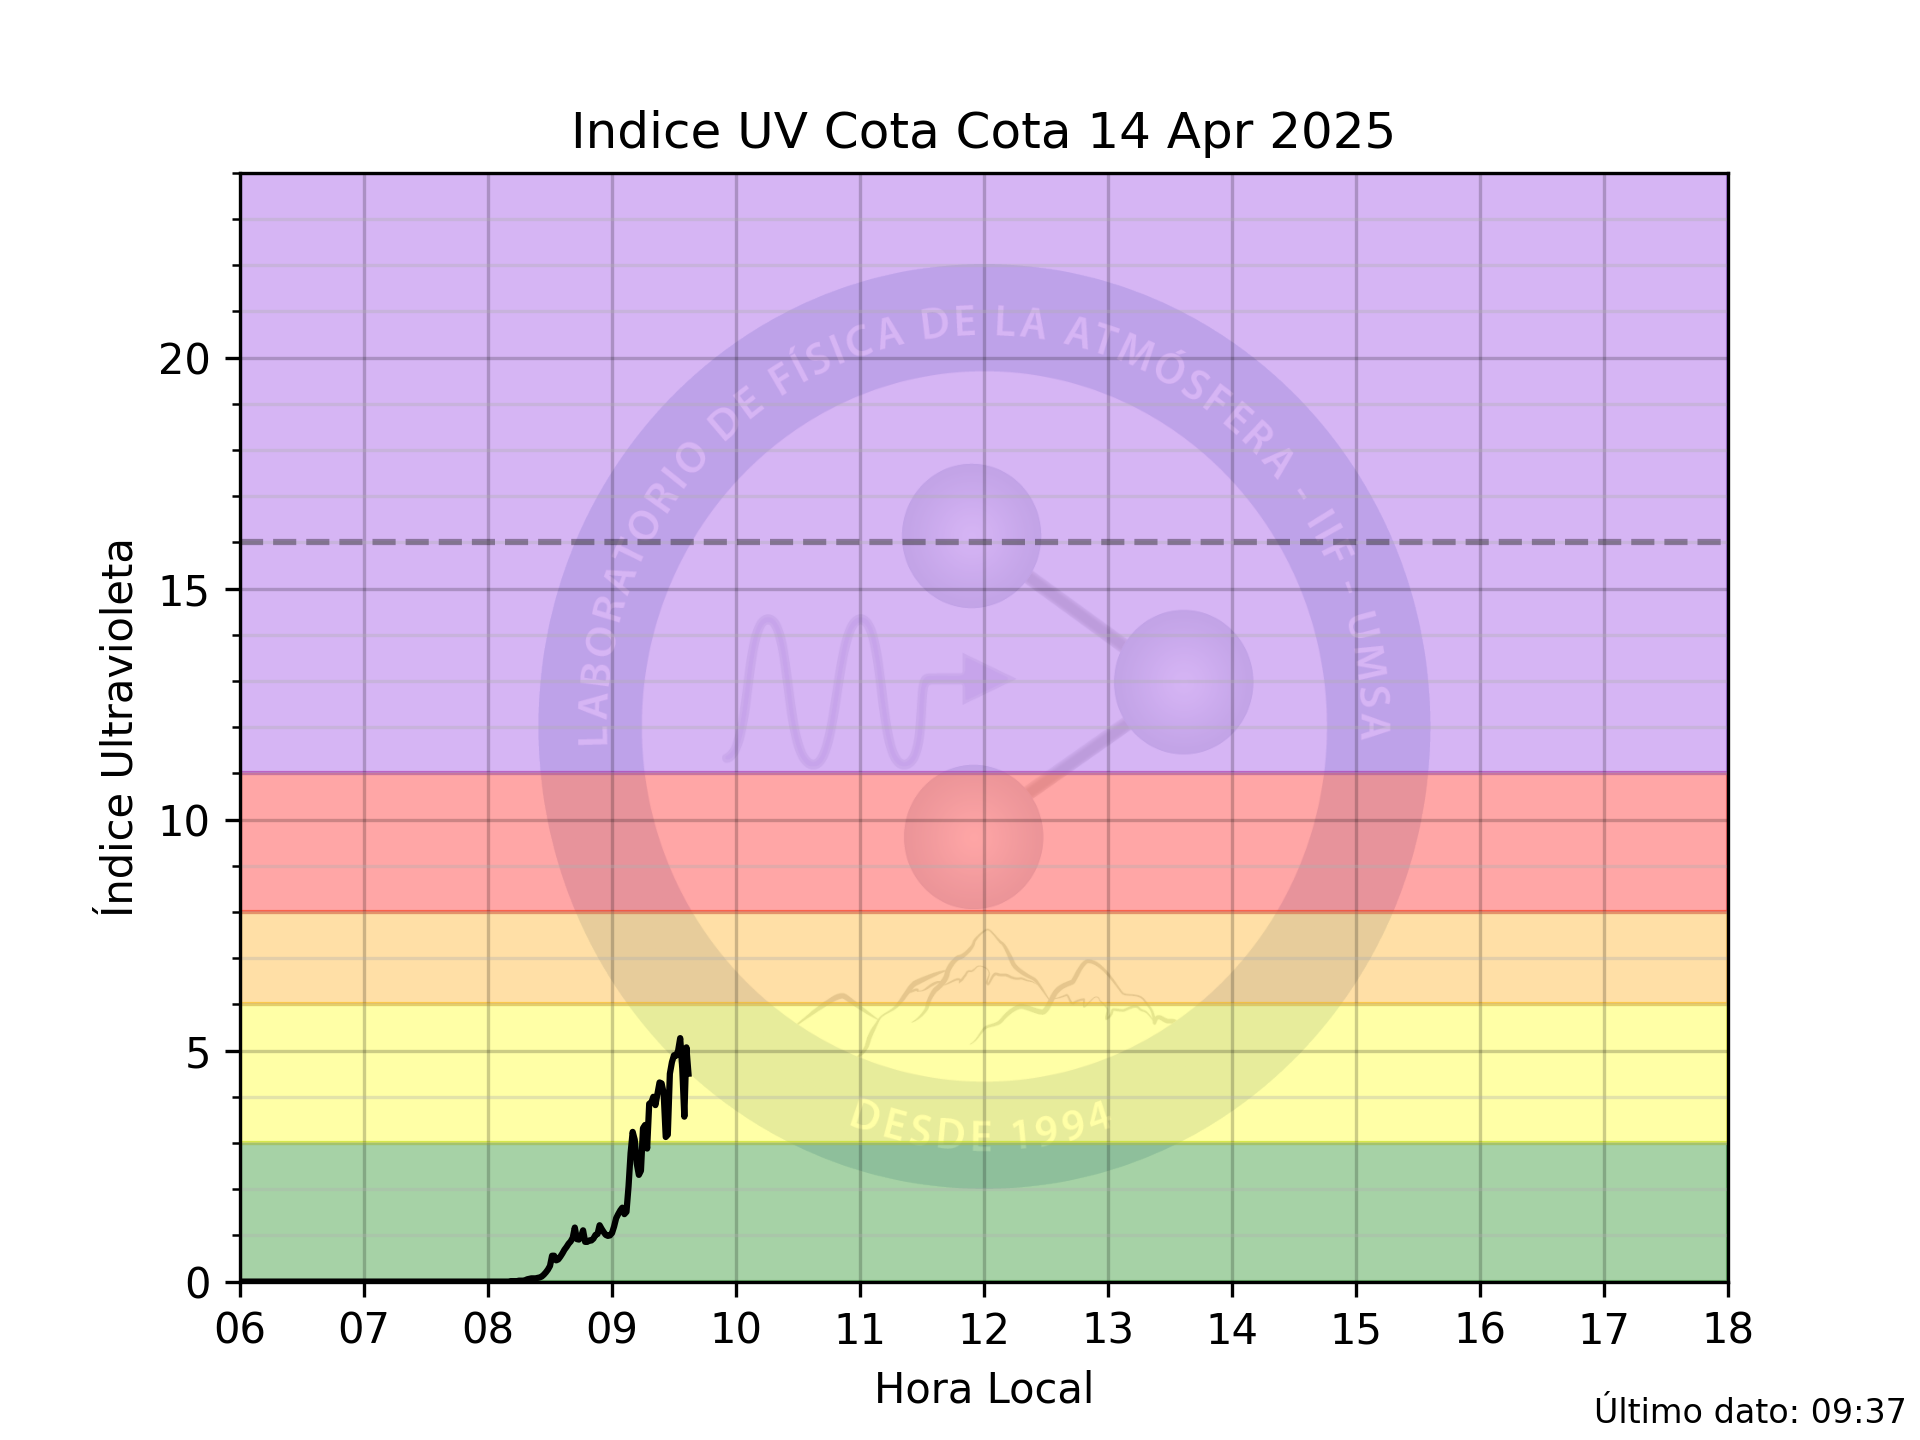 Indice UV Cota Cota 14 Apr 2025
Índice Ultravioleta
20
15
10
5
0
LABORATORIO DE FÍSICA DE LA ATMÓSFERA - IIF - UMSA
DESDE 1994
06 07 08 09 10 11 12 13 14 15 16 17 18
Hora Local
Último dato: 09:37